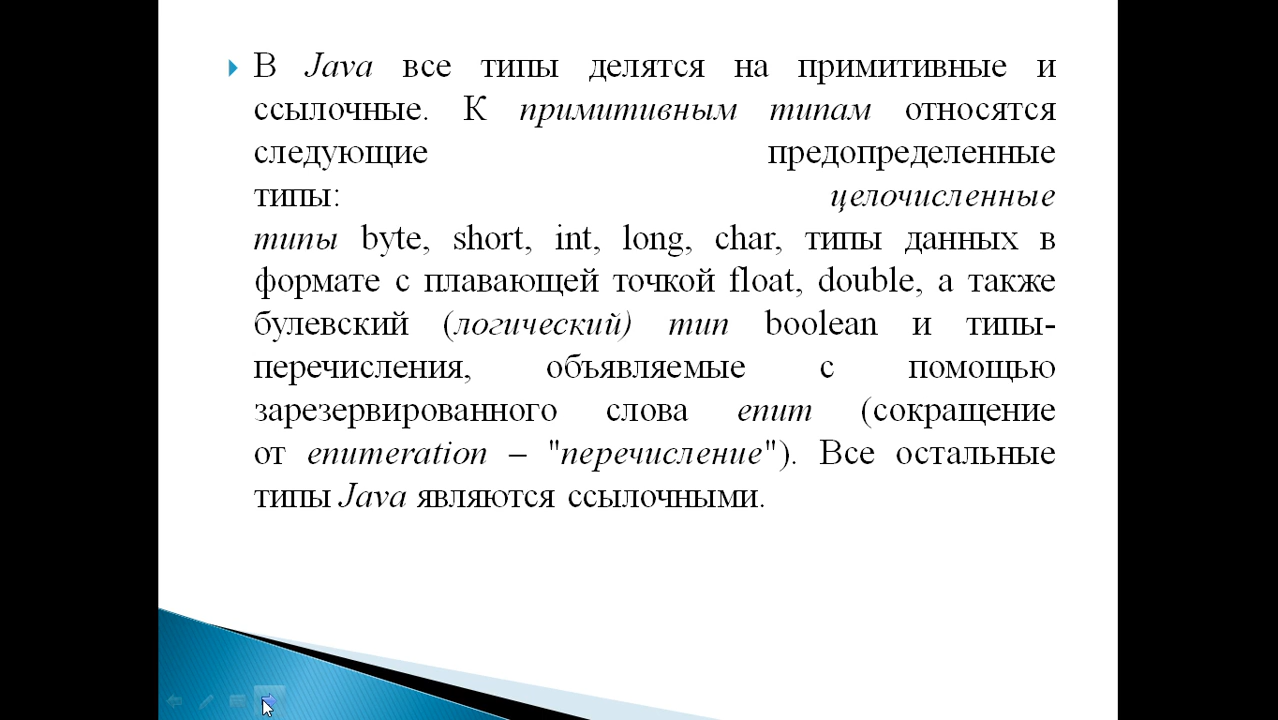 В Java все типы делятся на примитивные и
ссылочные. К примитивным типам относятся
следующие предопределенные
типы: целочисленные
типы byte, short, int, long, char, типы данных в
формате с плавающей точкой float, double, а также
булевский (логический) тип boolean и типы-
перечисления, объявляемые с помощью
зарезервированного слова enum (сокращение
от enumeration – "перечисление"). Все остальные
типы Java являются ссылочными.